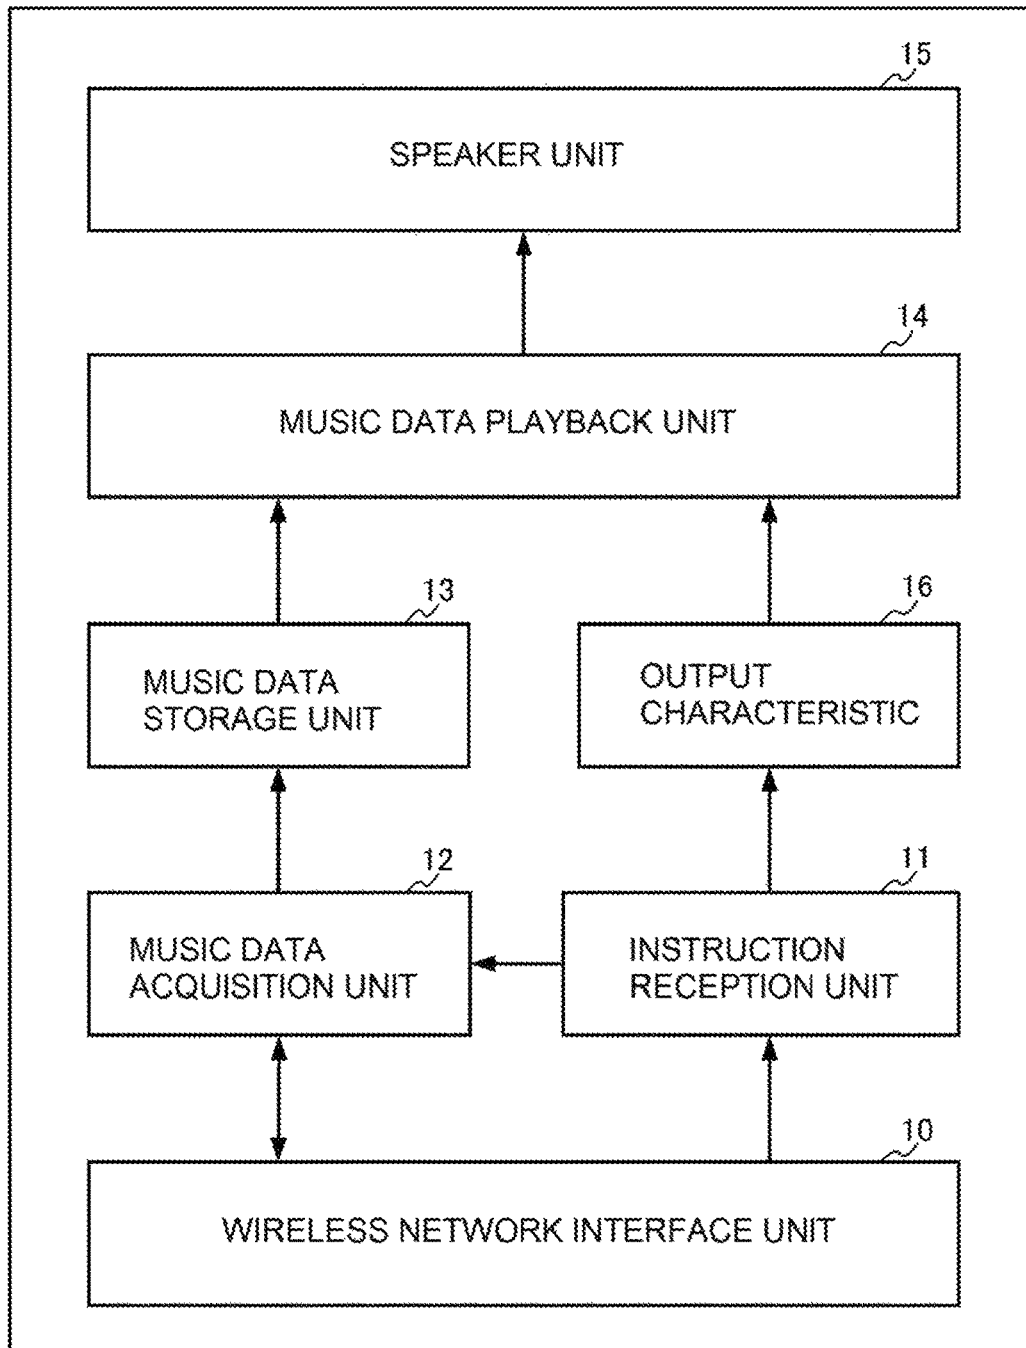 15
SPEAKER UNIT
14
MUSIC DATA PLAYBACK UNIT
13
MUSIC DATA
STORAGE UNIT
16
OUTPUT
CHARACTERISTIC
12
MUSIC DATA
ACQUISITION UNIT
11
INSTRUCTION
RECEPTION UNIT
10
WIRELESS NETWORK INTERFACE UNIT